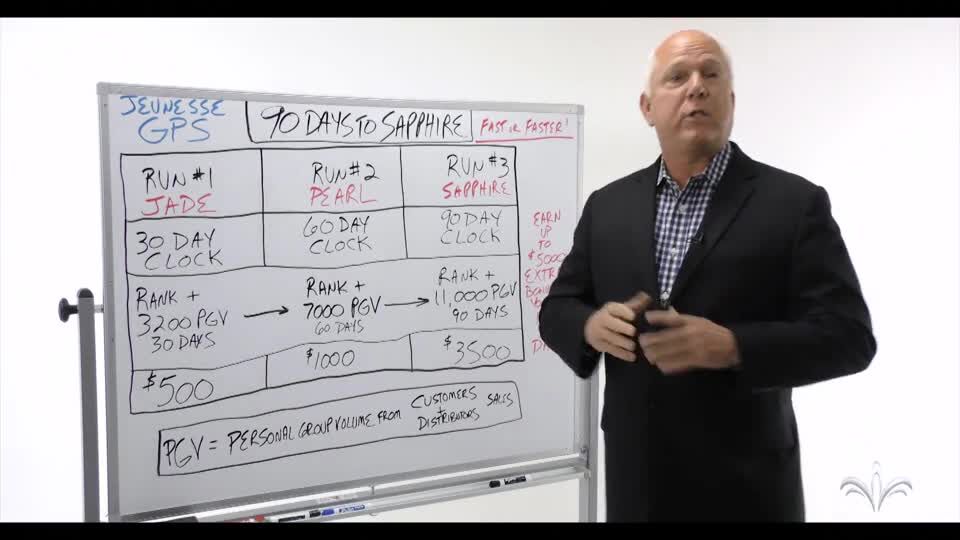 JEUNESSE
GPS
90 DAYS TO SAPPHIRE
FAST IS FASTER!
RUN #1
JADE
RUN #2
PEARL
RUN #3
SAPPHIRE
30 DAY
CLOCK
60 DAY
CLOCK
90 DAY
CLOCK
RANK +
3200 PGV
30 DAYS
RANK +
7000 PGV
60 DAYS
RANK +
11,000 PGV
90 DAYS
$500
$1000
$3500
EARN
UP
TO
$5000
PGV = PERSONAL GROUP VOLUME FROM CUSTOMERS + DISTRIBUTORS SALES